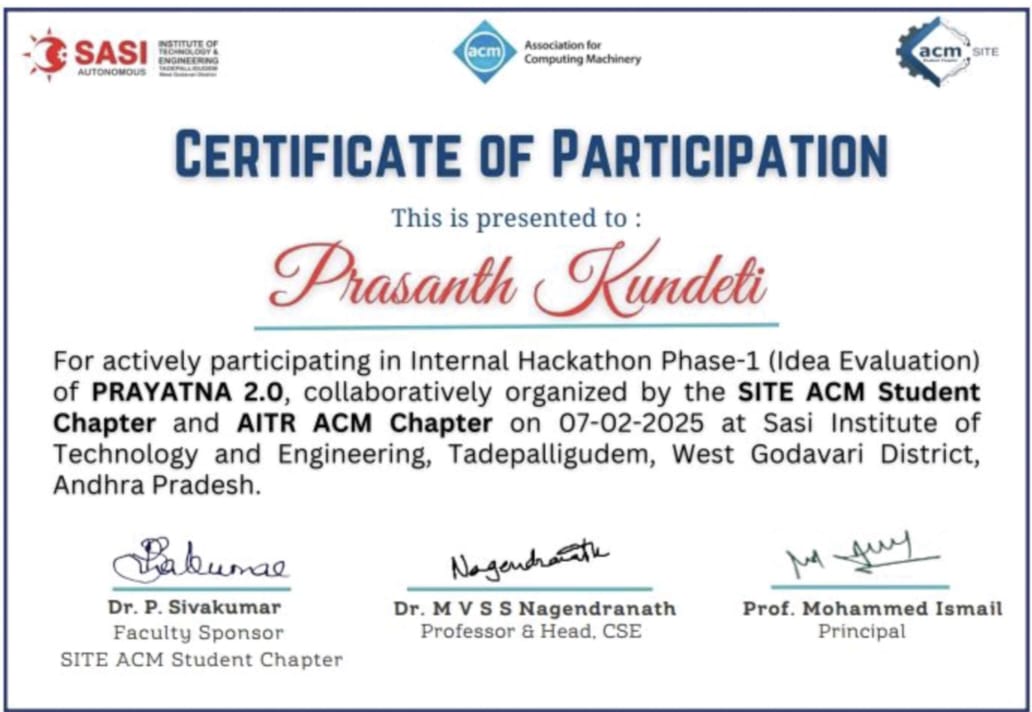 SASI
AUTONOMOUS
INSTITUTE OF
TECHNOLOGY &
ENGINEERING
TADEPALLIGUDEM
West Godavari District
acm
Association for
Computing Machinery
acm
Student Chapter
SITE
CERTIFICATE OF PARTICIPATION
This is presented to :
Prasanth Kundeti
For actively participating in Internal Hackathon Phase-1 (Idea Evaluation)
of PRAYATNA 2.0, collaboratively organized by the SITE ACM Student
Chapter and AITR ACM Chapter on 07-02-2025 at Sasi Institute of
Technology and Engineering, Tadepalligudem, West Godavari District,
Andhra Pradesh.
Nagendranath
Dr. P. Sivakumar
Dr. M V S S Nagendranath
Prof. Mohammed Ismail
Faculty Sponsor
Professor & Head, CSE
Principal
SITE ACM Student Chapter